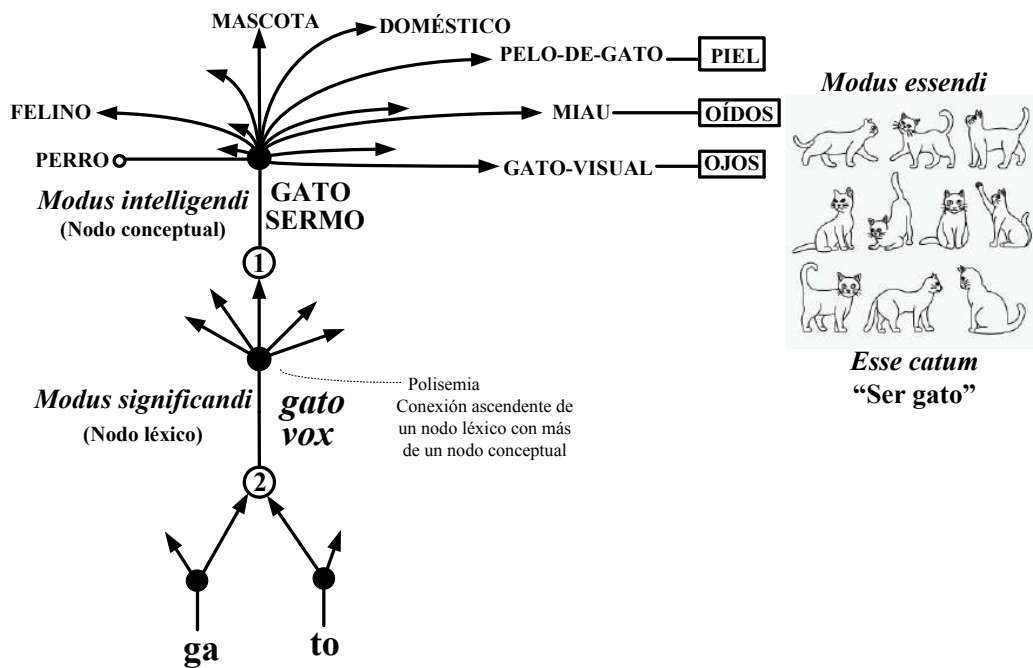 MASCOTA
DOMÉSTICO
PELO-DE-GATO
PIEL
FELINO
MIAU
OÍDOS
PERRO
GATO-VISUAL
OJOS
Modus intelligendi
(Nodo conceptual)
GATO
SERMO
1
Modus significandi
(Nodo léxico)
gato
vox
Polisemia
Conexión ascendente de
un nodo léxico con más
de un nodo conceptual
2
ga
to
Modus essendi
Esse catum
“Ser gato”